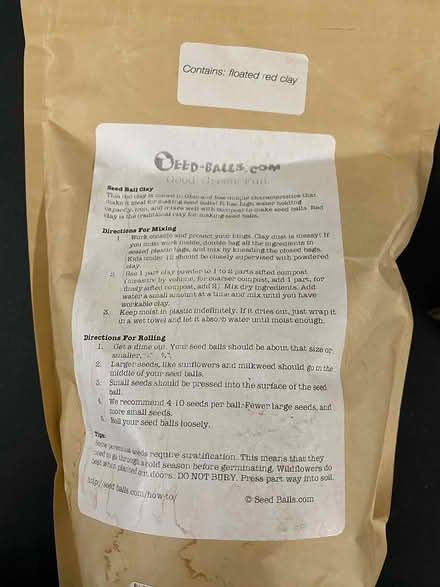 Contains: floated red clay
SEED-BALLS.COM
Good. Green. Fun.
Seed Ball Clay
This red clay is mined in Ohio and has unique characteristics that
make it ideal for making seed balls! It has high water holding
capacity, iron, and mixes well with compost to make seed balls. Red
clay is the traditional clay for making seed balls.
Directions For Mixing
1. Work outside and protect your lungs. Clay dust is messy! If
you must work inside, double bag all the ingredients in
sealed plastic bags, and mix by kneading the closed bags.
Kids under 12 should be closely supervised with powdered
clay.
2. Use 1 part clay powder to 1 to 2 parts sifted compost
(measure by volume, for coarser compost, add 1 part, for
finely sifted compost, add 2). Mix dry ingredients. Add
water a small amount at a time and mix until you have
workable clay.
3. Keep moist in plastic indefinitely. If it dries out, just wrap it
in a wet towel and let it absorb water until moist enough.
Directions For Rolling
1. Get a dime out. Your seed balls should be about that size or
smaller,
2. Larger seeds, like sunflowers and milkweed should go in the
middle of your seed balls.
3. Small seeds should be pressed into the surface of the seed
ball.
4. We recommend 4-10 seeds per ball. Fewer large seeds, and
more small seeds.
5. Roll your seed balls loosely.
Tips:
Some perennial seeds require stratification. This means that they
need to go through a cold season before germinating. Wildflowers do
best when planted outdoors. DO NOT BURY. Press part way into soil.
http://seed-balls.com/how-to/
© Seed Balls.com